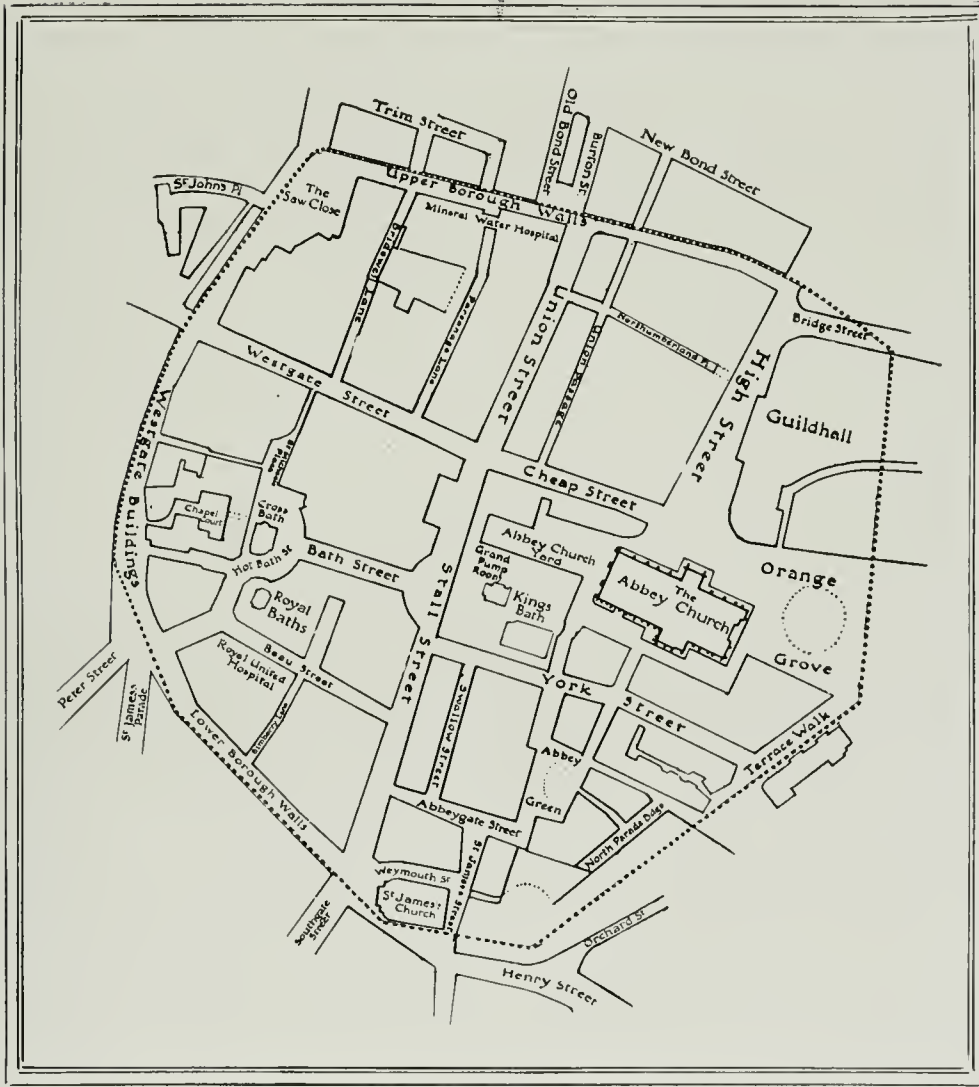 Trim Street
Old Bond Street
Burton St.
New Bond Street
St Johns Pl
The
Saw Close
Upper Borough Walls
Mineral Water Hospital
Bridewell Lane
Parsonage Lane
Union Street
Union Passage
Northumberland Pl.
High Street
Bridge Street
Guildhall
Westgate Street
Westgate Buildings
Cheap Street
Chapel
Court
Cross
Bath
Hot Bath St
Bath Street
Abbey Church
Yard
Grand
Pump
Room
Kings
Bath
The
Abbey Church
Orange
Grove
Royal
Baths
Stall Street
Beau Street
Royal United
Hospital
York Street
Swallow Street
Peter Street
St James's
Parade
Lower Borough Walls
Abbey
Green
Terrace Walk
Abbeygate Street
North Parade Bdge
St James's Street
Weymouth St
St James'
Church
Southgate
Street
Orchard St
Henry Street